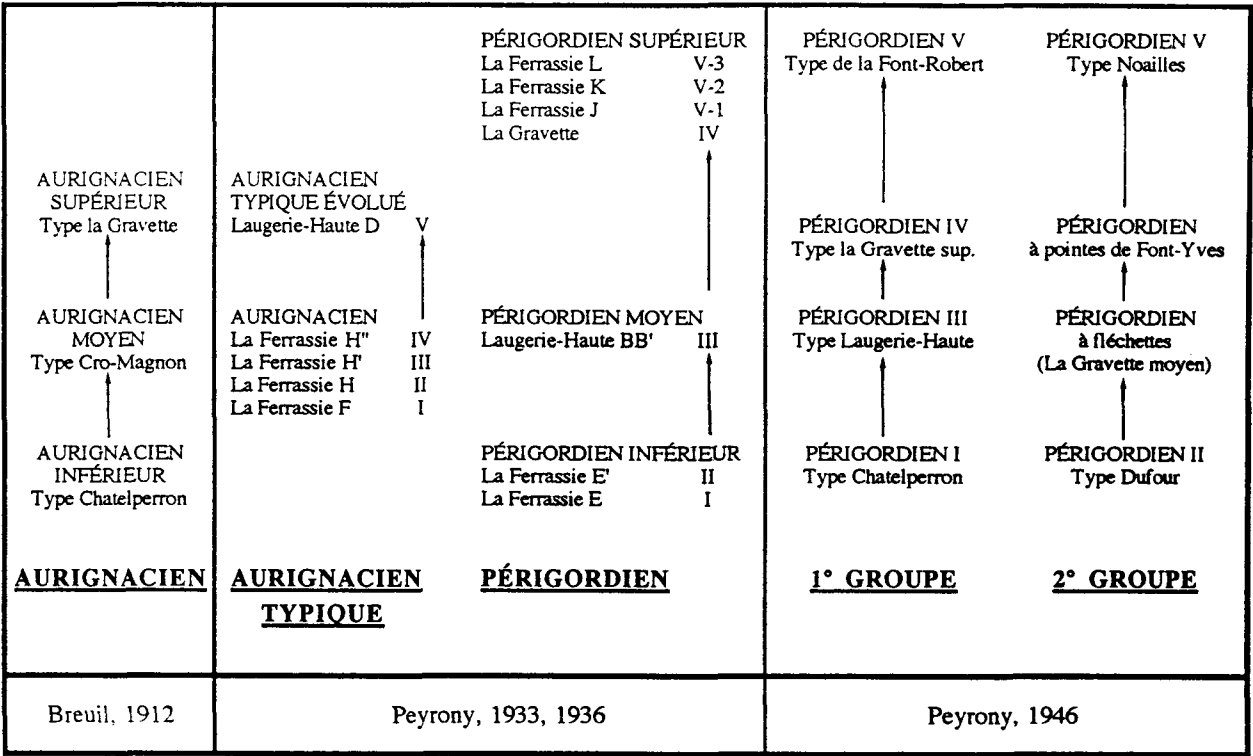 AURIGNACIEN
SUPÉRIEUR
Type la Gravette
AURIGNACIEN
MOYEN
Type Cro-Magnon
AURIGNACIEN
INFÉRIEUR
Type Chatelperron
AURIGNACIEN
Breuil, 1912
AURIGNACIEN
TYPIQUE ÉVOLUÉ
Laugerie-Haute D V
AURIGNACIEN
La Ferrassie H" IV
La Ferrassie H' III
La Ferrassie H II
La Ferrassie F I
AURIGNACIEN
TYPIQUE
PÉRIGORDIEN SUPÉRIEUR
La Ferrassie L V-3
La Ferrassie K V-2
La Ferrassie J V-1
La Gravette IV
PÉRIGORDIEN MOYEN
Laugerie-Haute BB' III
PÉRIGORDIEN INFÉRIEUR
La Ferrassie E' II
La Ferrassie E I
PÉRIGORDIEN
Peyrony, 1933, 1936
PÉRIGORDIEN V
Type de la Font-Robert
PÉRIGORDIEN IV
Type la Gravette sup.
PÉRIGORDIEN III
Type Laugerie-Haute
PÉRIGORDIEN I
Type Chatelperron
1° GROUPE
PÉRIGORDIEN V
Type Noailles
PÉRIGORDIEN
à pointes de Font-Yves
PÉRIGORDIEN
à fléchettes
(La Gravette moyen)
PÉRIGORDIEN II
Type Dufour
2° GROUPE
Peyrony, 1946